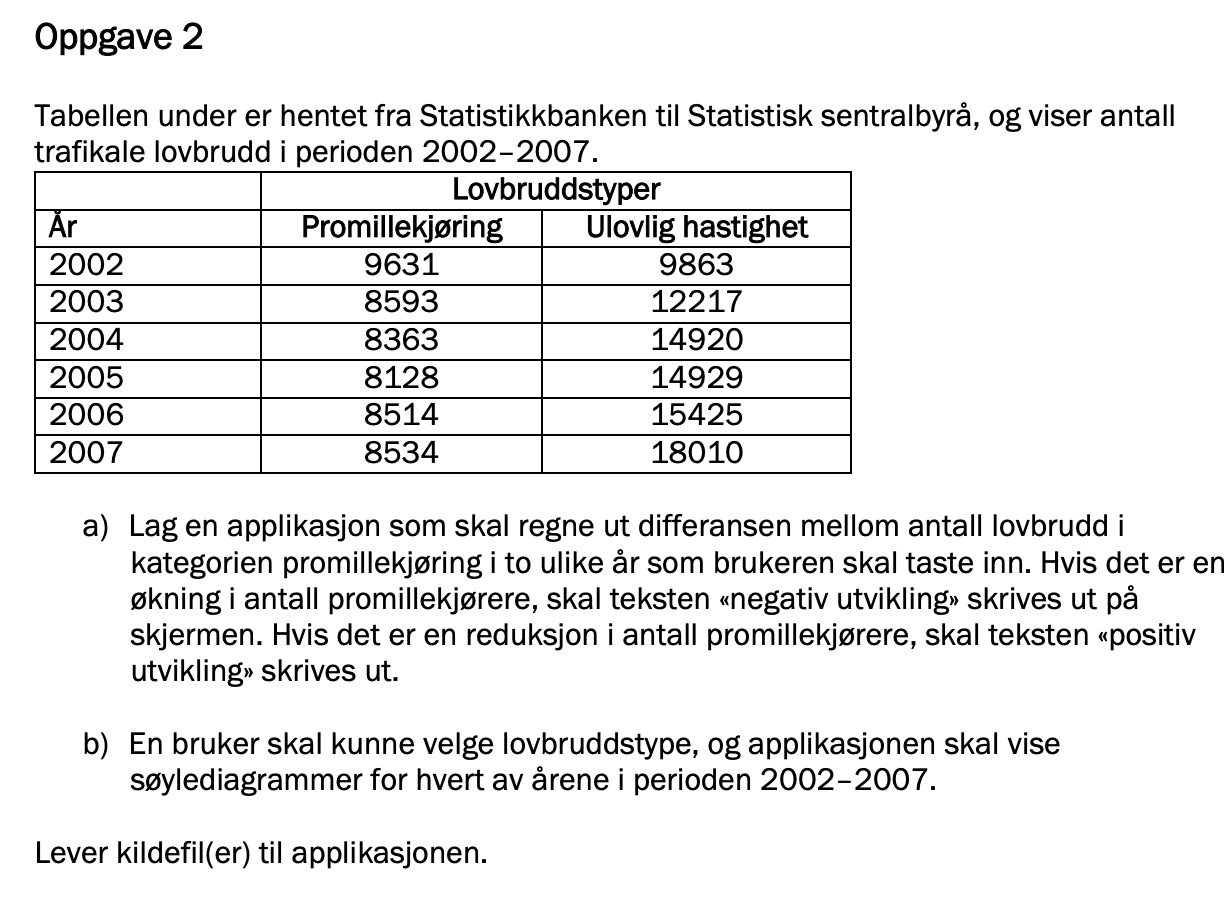 Oppgave 2
Tabellen under er hentet fra Statistikkbanken til Statistisk sentralbyrå, og viser antall
trafikale lovbrudd i perioden 2002–2007.
Lovbruddstyper
År Promillekjøring Ulovlig hastighet
2002 9631 9863
2003 8593 12217
2004 8363 14920
2005 8128 14929
2006 8514 15425
2007 8534 18010
a) Lag en applikasjon som skal regne ut differansen mellom antall lovbrudd i
kategorien promillekjøring i to ulike år som brukeren skal taste inn. Hvis det er en
økning i antall promillekjørere, skal teksten «negativ utvikling» skrives ut på
skjermen. Hvis det er en reduksjon i antall promillekjørere, skal teksten «positiv
utvikling» skrives ut.
b) En bruker skal kunne velge lovbruddstype, og applikasjonen skal vise
søylediagrammer for hvert av årene i perioden 2002–2007.
Lever kildefil(er) til applikasjonen.